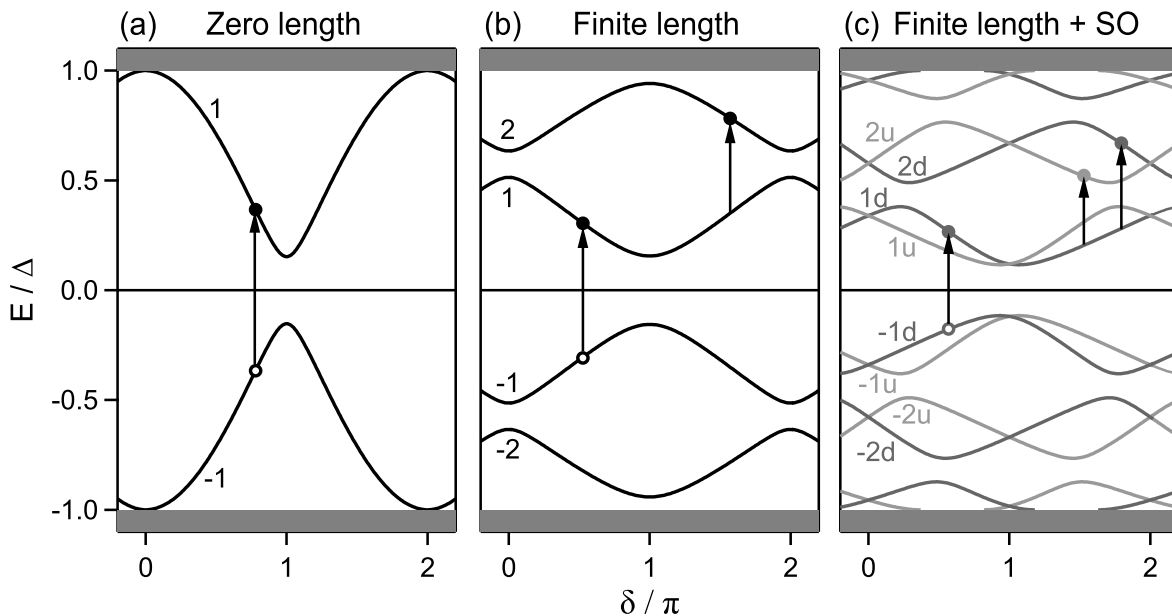 (a) Zero length
(b) Finite length
(c) Finite length + SO
1.0
0.5
0.0
-0.5
-1.0
E / Δ
1
-1
2
1
-1
-2
2u
2d
1d
1u
-1d
-1u
-2u
-2d
0 1 2
0 1 2
0 1 2
δ / π